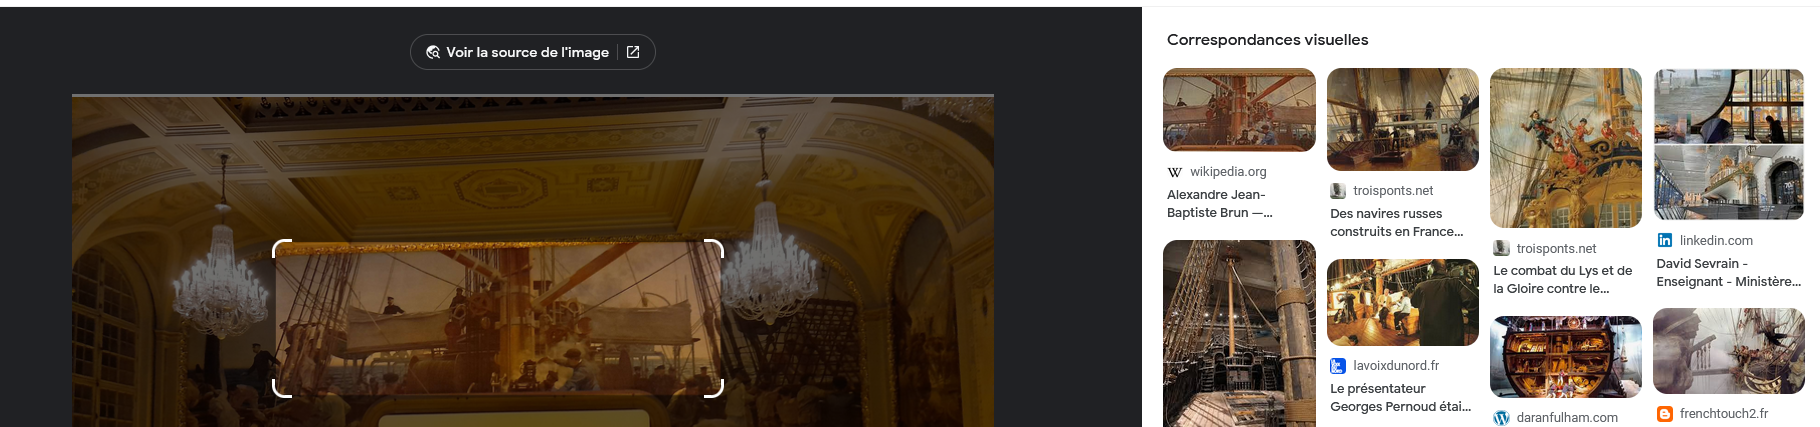 Voir la source de l'image
Correspondances visuelles
wikipedia.org
Alexandre Jean-
Baptiste Brun —...
troisponts.net
Des navires russes
construits en France...
lavoixdunord.fr
Le présentateur
Georges Pernoud étai...
troisponts.net
Le combat du Lys et de
la Gloire contre le...
daranfulham.com
linkedin.com
David Sevrain -
Enseignant - Ministère...
frenchtouch2.fr